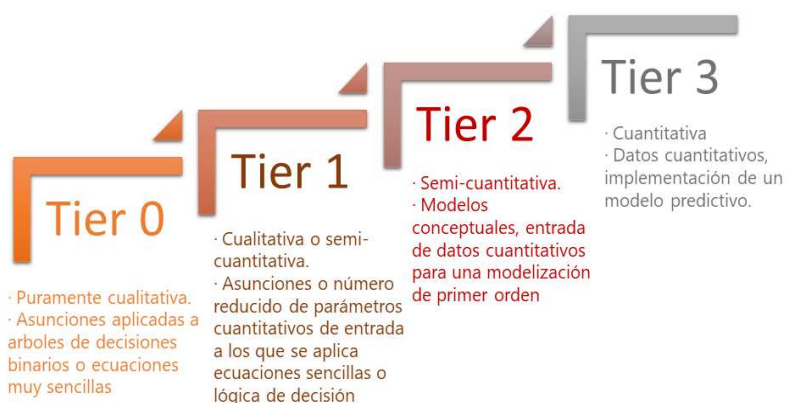 Tier 0
· Puramente cualitativa.
· Asunciones aplicadas a
arboles de decisiones
binarios o ecuaciones
muy sencillas
Tier 1
· Cualitativa o semi-
cuantitativa.
· Asunciones o número
reducido de parámetros
cuantitativos de entrada
a los que se aplica
ecuaciones sencillas o
lógica de decisión
Tier 2
· Semi-cuantitativa.
· Modelos
conceptuales, entrada
de datos cuantitativos
para una modelización
de primer orden
Tier 3
· Cuantitativa
· Datos cuantitativos,
implementación de un
modelo predictivo.